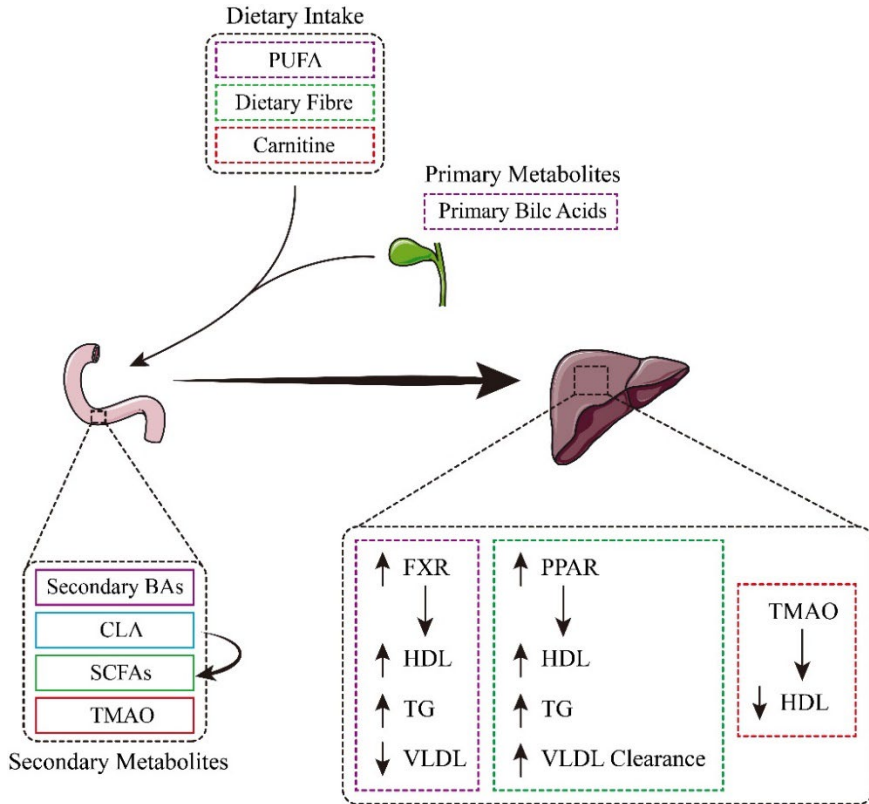 Dietary Intake
PUFA
Dietary Fibre
Carnitine
Primary Metabolites
Primary Bilc Acids
Secondary BAs
CLA
SCFAs
TMAO
Secondary Metabolites
FXR
HDL
TG
VLDL
PPAR
HDL
TG
VLDL Clearance
TMAO
HDL